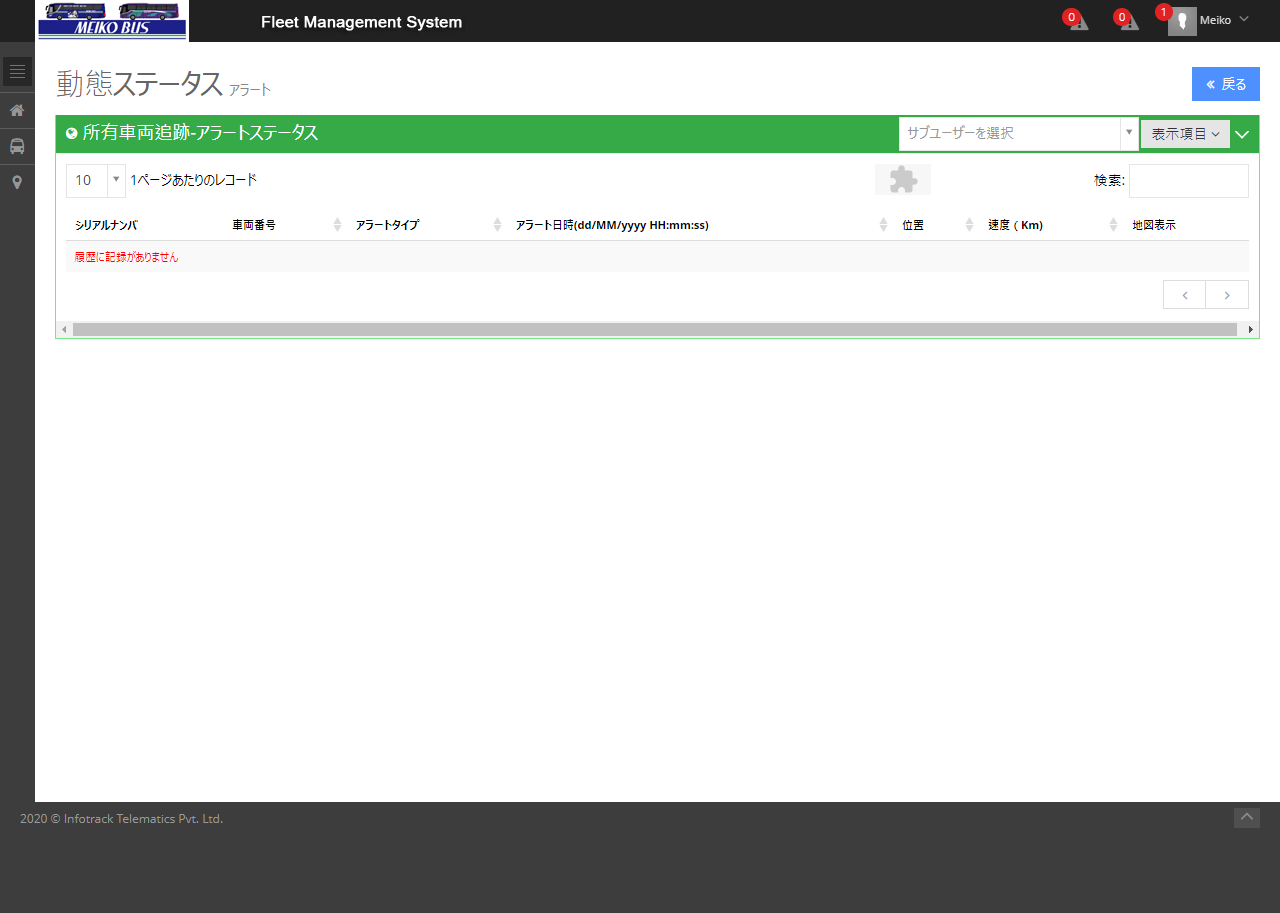 MEIKO BUS
Fleet Management System
0
0
1
Meiko
動態ステータス アラート
« 戻る
所有車両追跡-アラートステータス
サブユーザーを選択
表示項目
10
1ページあたりのレコード
検索:
シリアルナンバ 車両番号 アラートタイプ アラート日時(dd/MM/yyyy HH:mm:ss) 位置 速度 ( Km) 地図表示
履歴に記録がありません
2020 © Infotrack Telematics Pvt. Ltd.